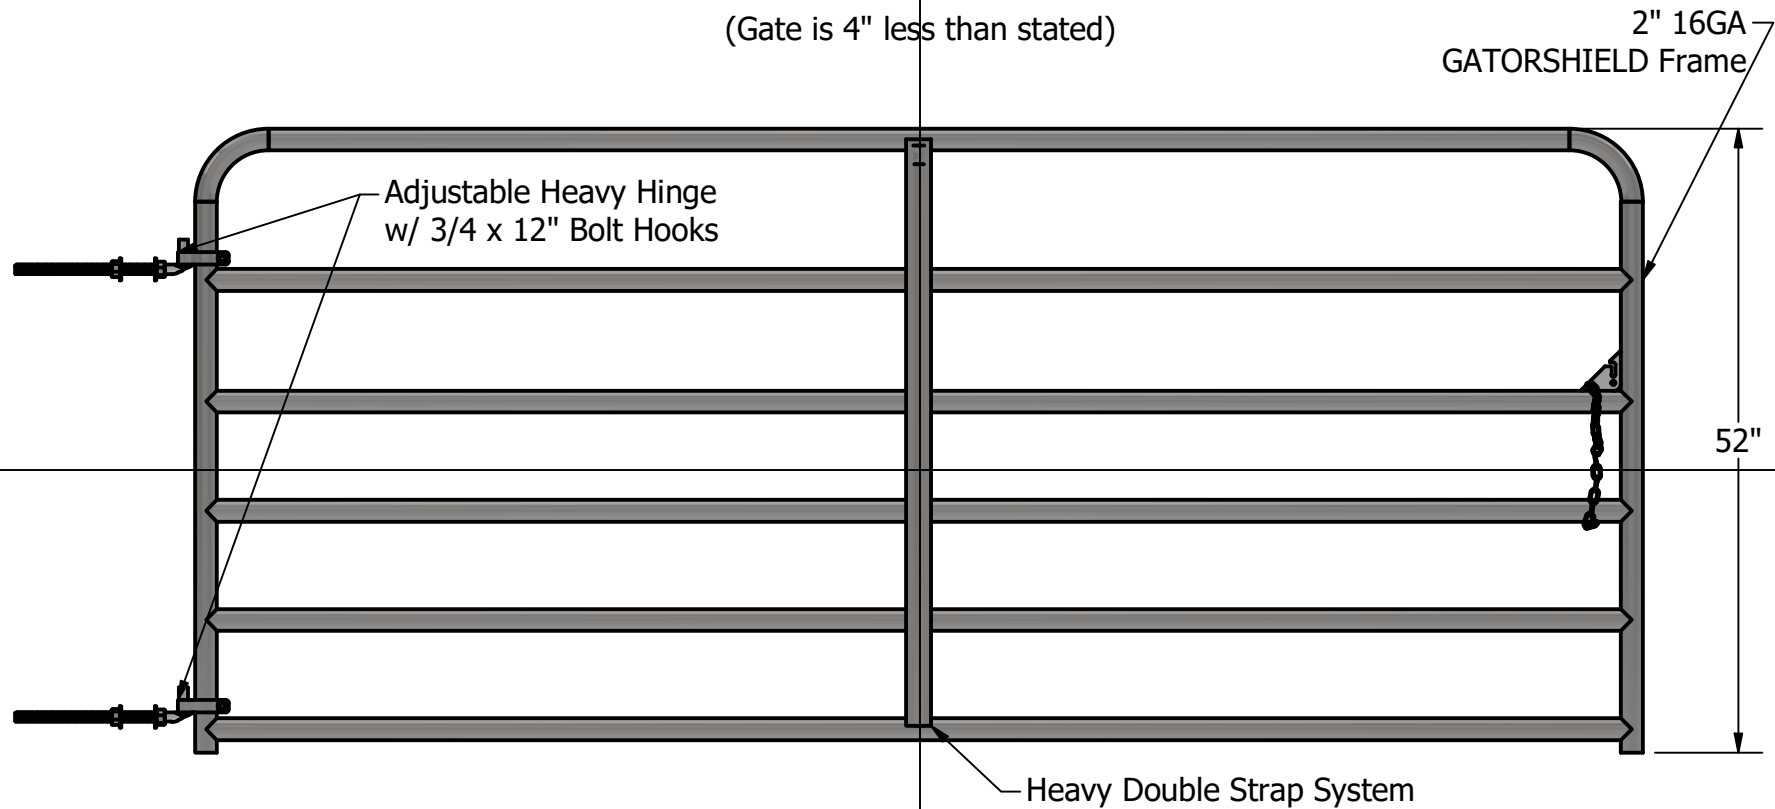 (Gate is 4" less than stated)
2" 16GA
GATORSHIELD Frame
Adjustable Heavy Hinge
w/ 3/4 x 12" Bolt Hooks
52"
Heavy Double Strap System